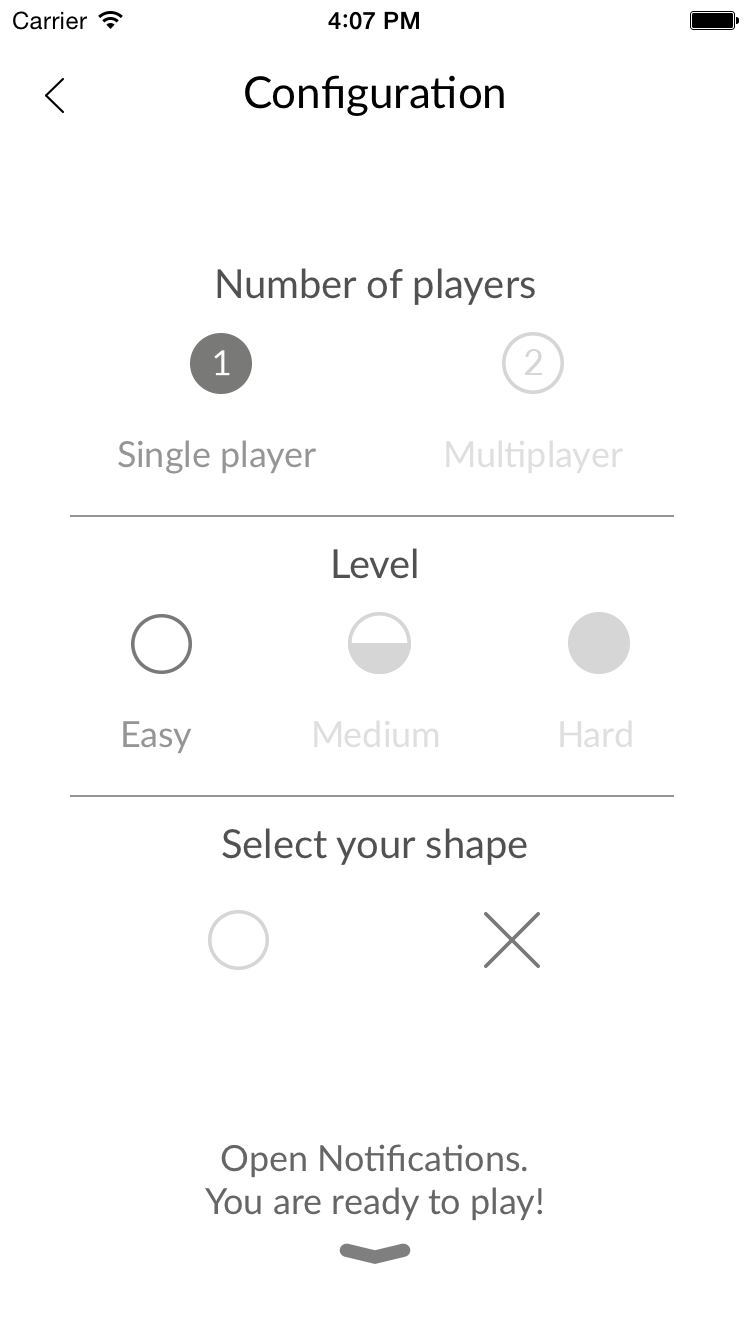 Carrier 4:07 PM
Configuration
Number of players
1 2
Single player Multiplayer
Level
Easy Medium Hard
Select your shape
Open Notifications.
You are ready to play!